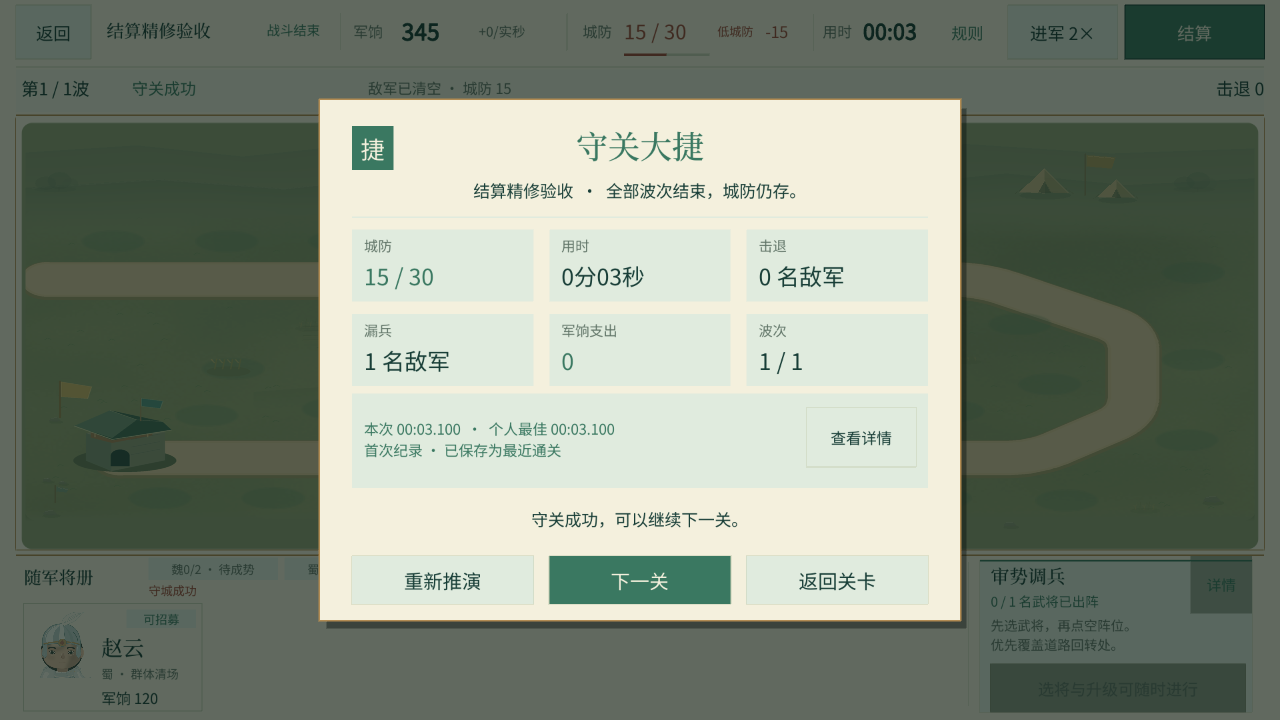 返回
结算精修验收
战斗结束
军饷 345 +0/实秒
城防 15 / 30 低城防 -15
用时 00:03
规则
进军 2×
结算
第1 / 1波 守关成功 敌军已清空 · 城防 15 击退 0
捷
守关大捷
结算精修验收 · 全部波次结束，城防仍存。
城防
15 / 30
用时
0分03秒
击退
0 名敌军
漏兵
1 名敌军
军饷支出
0
波次
1 / 1
本次 00:03.100 · 个人最佳 00:03.100
首次纪录 · 已保存为最近通关
查看详情
守关成功，可以继续下一关。
重新推演
下一关
返回关卡
随军将册
魏0/2 · 待成势
蜀
守城成功
可招募
赵云
蜀 · 群体清场
军饷 120
审势调兵
详情
0 / 1 名武将已出阵
先选武将，再点空阵位。
优先覆盖道路回转处。
选将与升级可随时进行